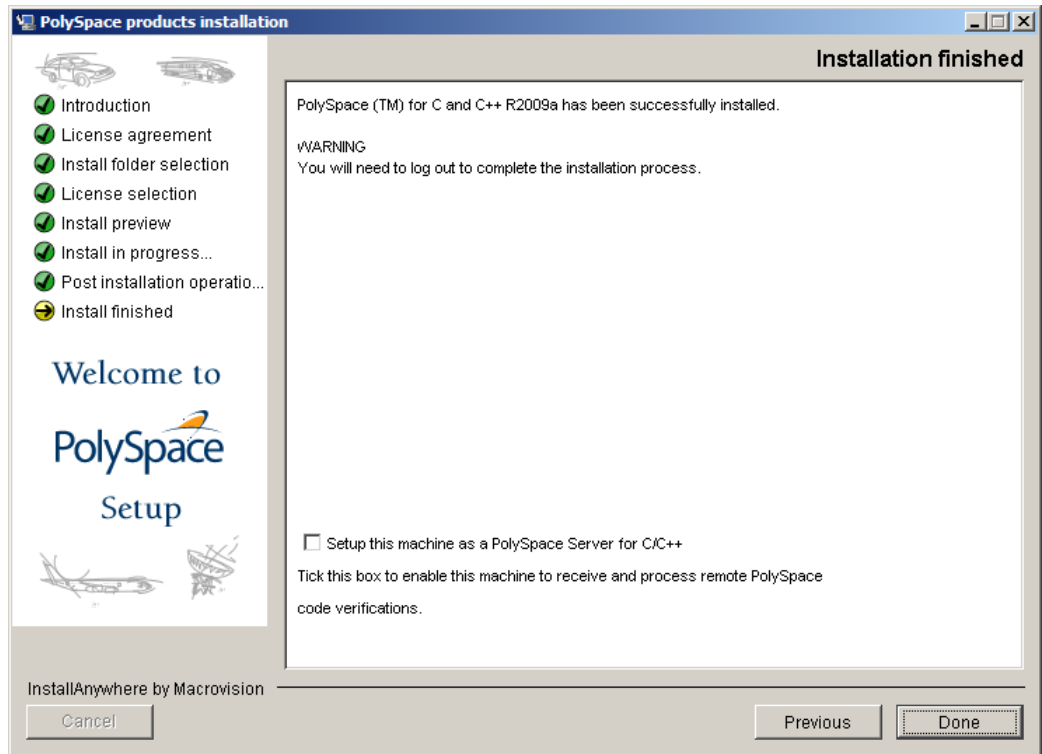 PolySpace products installation
Installation finished
Introduction
License agreement
Install folder selection
License selection
Install preview
Install in progress...
Post installation operatio...
Install finished
Welcome to
PolySpace
Setup
PolySpace (TM) for C and C++ R2009a has been successfully installed.
WARNING
You will need to log out to complete the installation process.
Setup this machine as a PolySpace Server for C/C++
Tick this box to enable this machine to receive and process remote PolySpace
code verifications.
InstallAnywhere by Macrovision
Cancel
Previous
Done